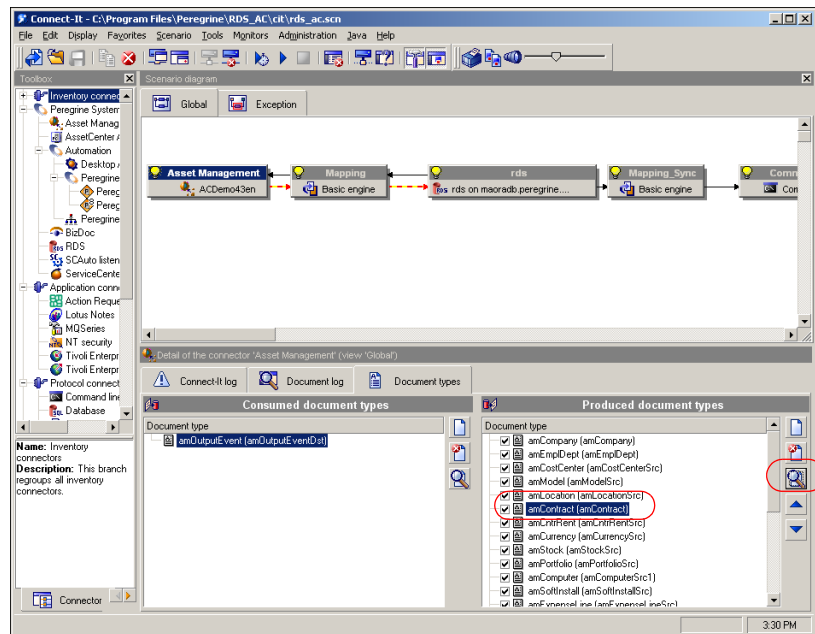 Connect-It - C:\Program Files\Peregrine\RDS_AC\cit\rds_ac.scn
File Edit Display Favorites Scenario Tools Monitors Administration Java Help
Toolbox
Inventory connec
Peregrine System
Asset Manag
AssetCenter
Automation
Desktop
Peregrine
Pereg
Pereg
Peregrine
BizDoc
RDS
SCAuto listen
ServiceCente
Application conn
Action Reque
Lotus Notes
MQSeries
NT security
Tivoli Enterpr
Tivoli Enterpr
Protocol connect
Command line
Database
Name: Inventory
connectors
Description: This branch
regroups all inventory
connectors.
Connector
Scenario diagram
Global Exception
Asset Management Mapping rds Mapping_Sync Comm
ACDemo43en Basic engine rds on maoradb.peregrine.... Basic engine Con
Detail of the connector 'Asset Management' (view 'Global')
Connect-It log Document log Document types
Consumed document types
Document type
amOutputEvent (amOutputEventDst)
Produced document types
Document type
amCompany (amCompany)
amEmplDept (amEmplDept)
amCostCenter (amCostCenterSrc)
amModel (amModelSrc)
amLocation (amLocationSrc)
amContract (amContract)
amCntrRent (amCntrRentSrc)
amCurrency (amCurrencySrc)
amStock (amStockSrc)
amPortfolio (amPortfolioSrc)
amComputer (amComputerSrc1)
amSoftInstall (amSoftInstallSrc)
amExpenseLine (amExpenseLineSrc)
3:30 PM